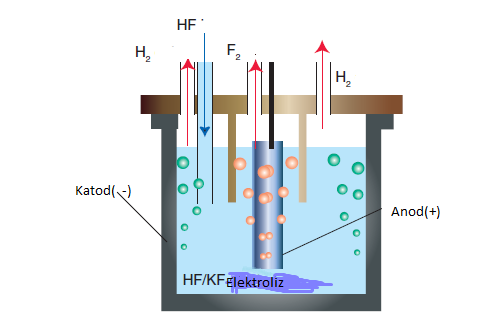 HF
H2
F2
H2
Katod( -)
Anod(+)
HF/KF-Elektroliz